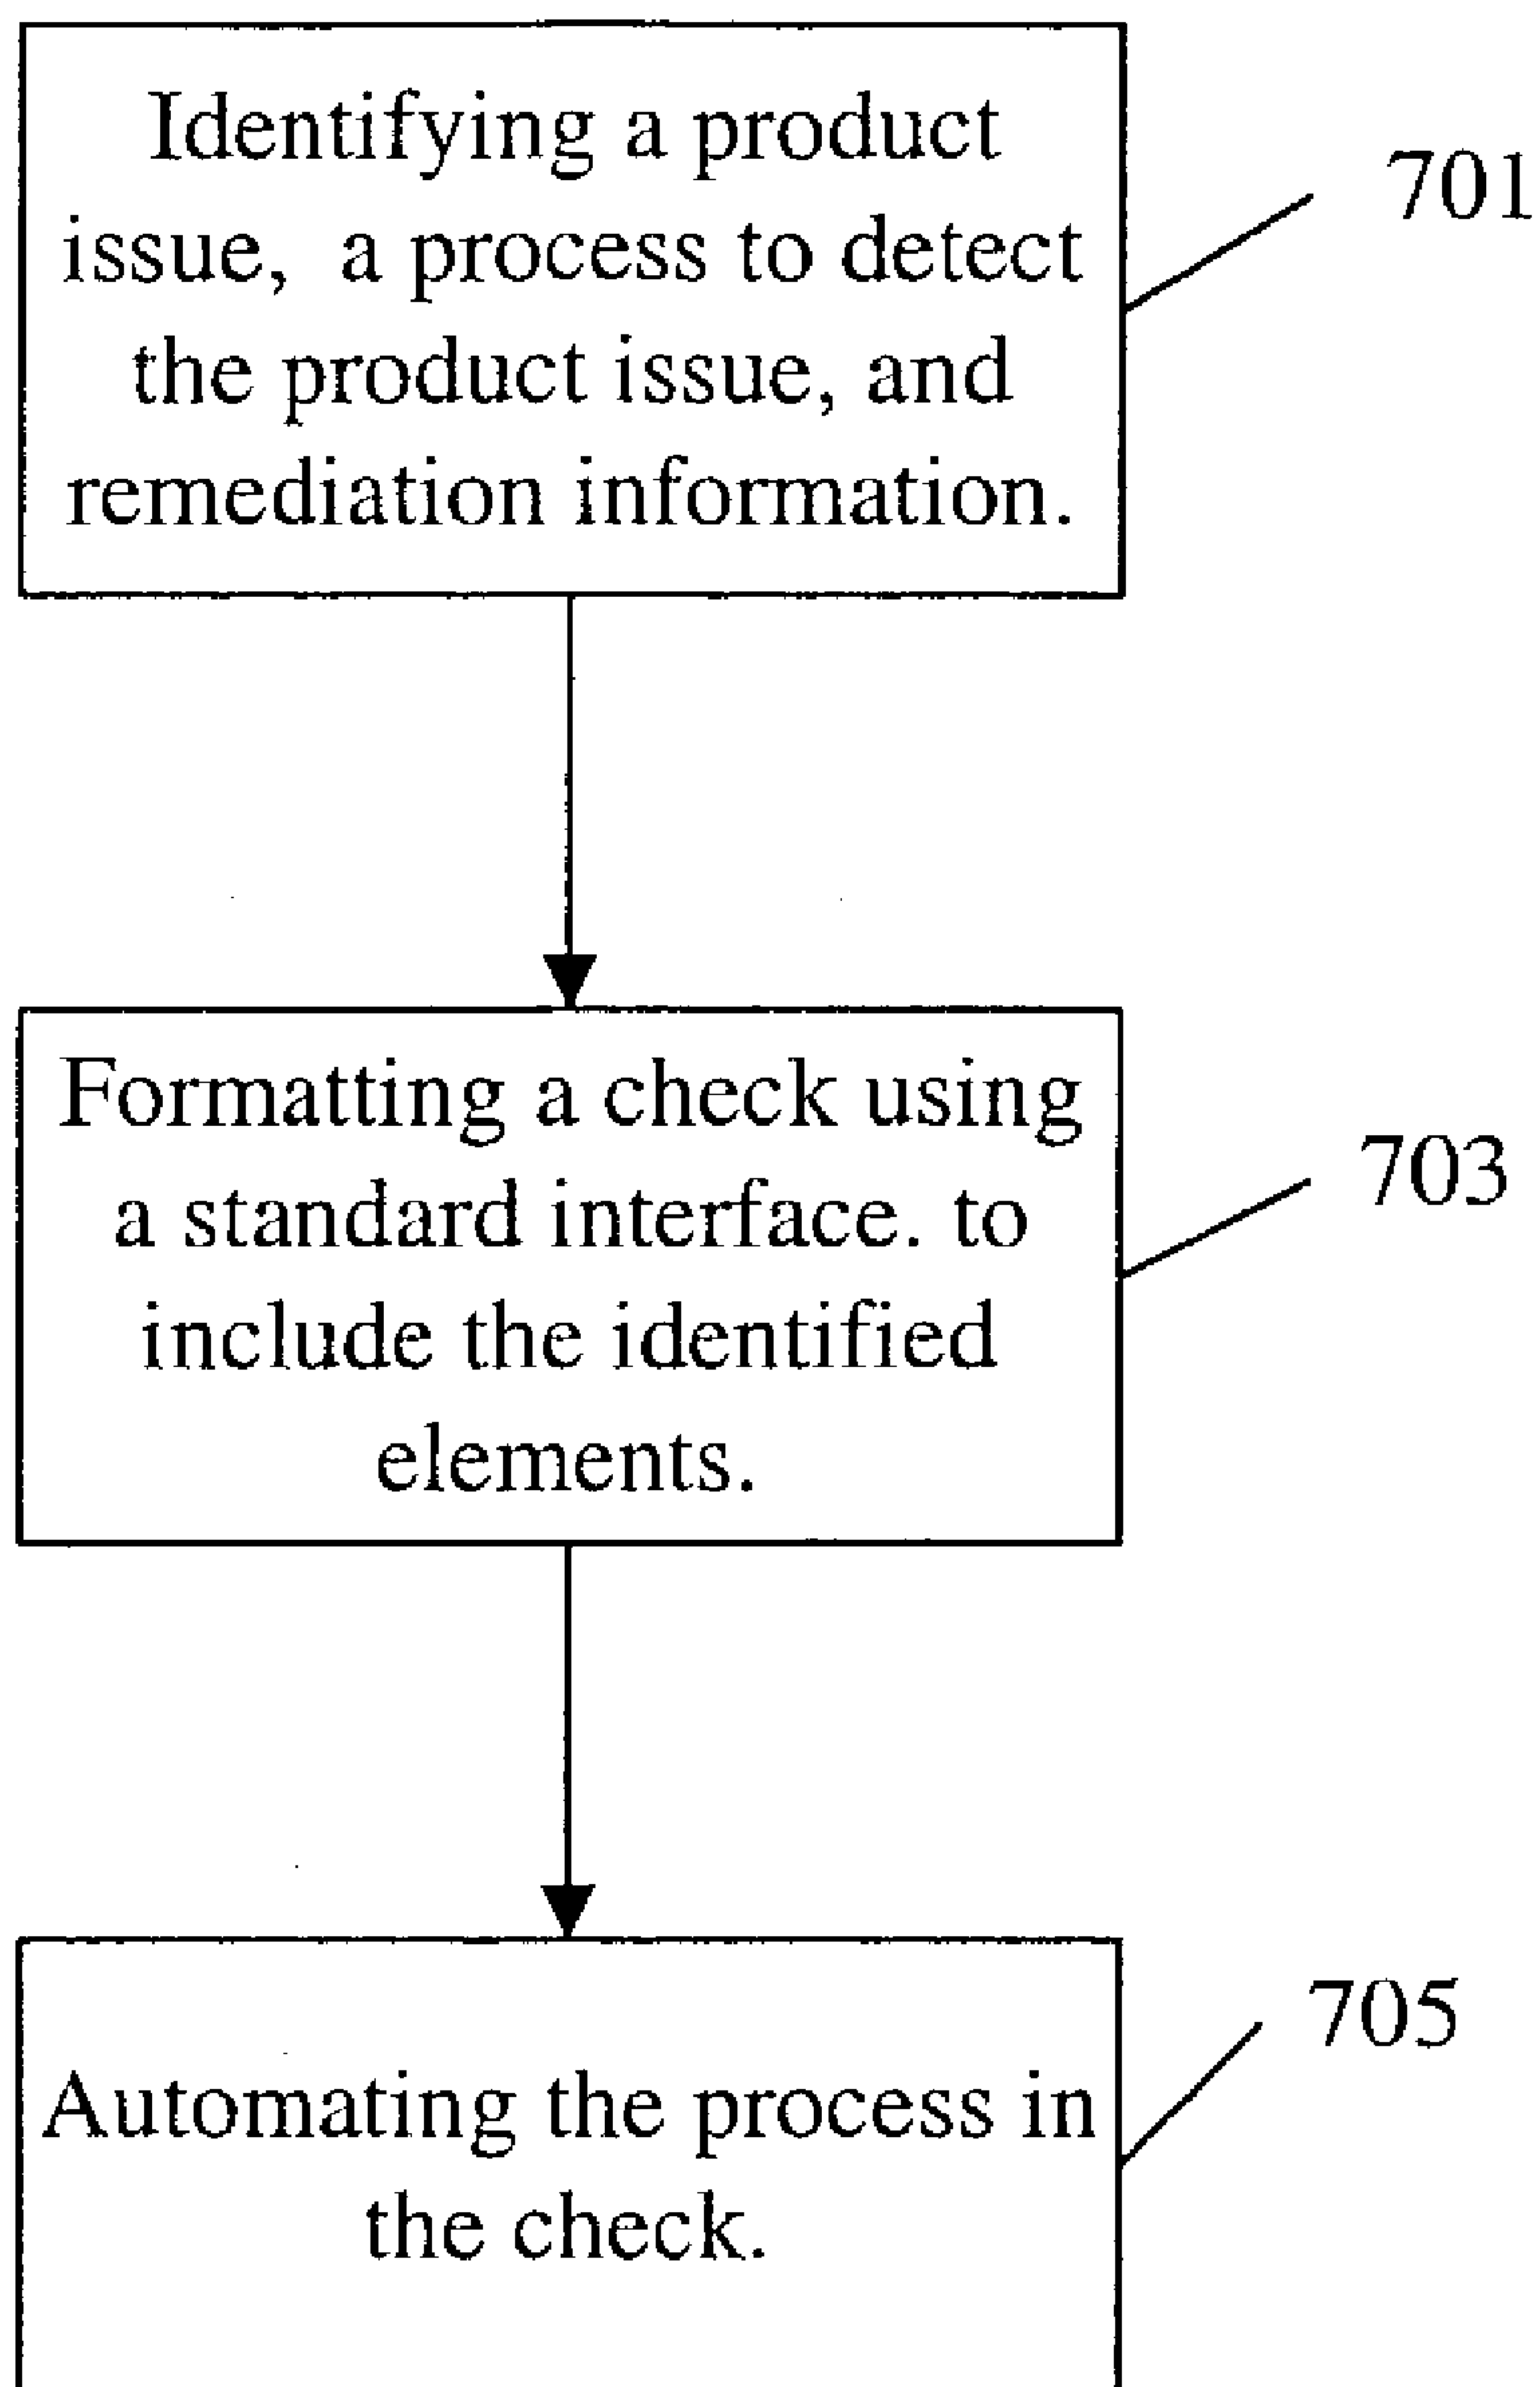 Identifying a product
issue, a process to detect
the product issue, and
remediation information.
701
Formatting a check using
a standard interface. to
include the identified
elements.
703
Automating the process in
the check.
705